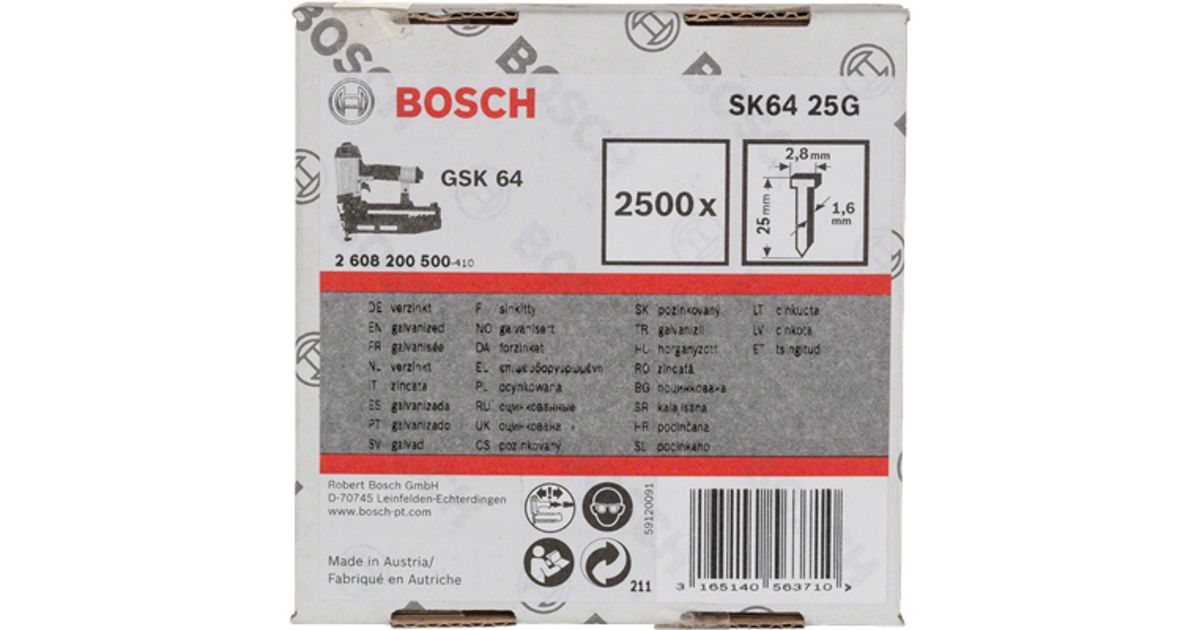 BOSCH
SK64 25G
GSK 64
2500 x
2,8 mm
25 mm
1,6 mm
2 608 200 500-410
DE verzinkt
EN galvanized
FR galvanisée
NL verzinkt
IT zincata
ES galvanizada
PT galvanizado
SV galvad
F sinkitty
NO galvanisert
DA forzinket
EL επιψευδαργυρωμένη
PL ocynkowana
RU оцинкованные
UK оцинкована
CS pozinkovaný
SK pozinkovaný
TR galvanizli
HU horganyzott
RO zincată
BG поцинкована
SR kalajisana
HR pocinčana
SL pocinkano
LT cinkuota
LV cinkota
ET tsingitud
Robert Bosch GmbH
D-70745 Leinfelden-Echterdingen
www.bosch-pt.com
Made in Austria/
Fabriqué en Autriche
59120091
211
3 165140 563710 >